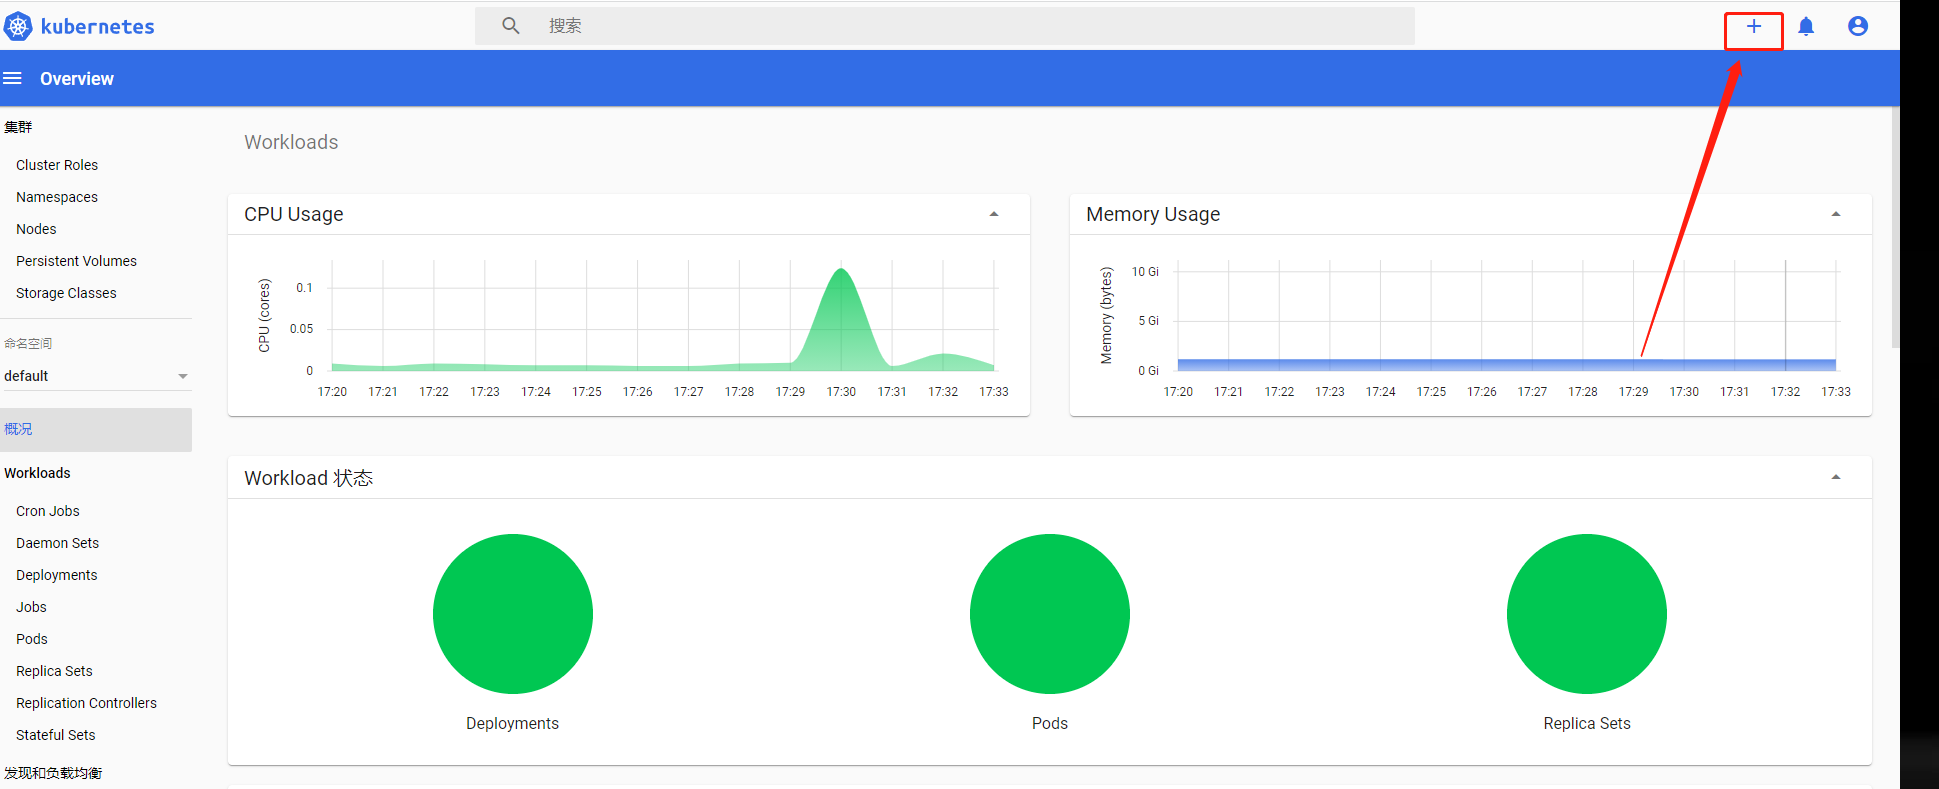 kubernetes
搜索
Overview
集群
Cluster Roles
Namespaces
Nodes
Persistent Volumes
Storage Classes
命名空间
default
概况
Workloads
Cron Jobs
Daemon Sets
Deployments
Jobs
Pods
Replica Sets
Replication Controllers
Stateful Sets
发现和负载均衡
Workloads
CPU Usage
CPU (cores)
0.1
0.05
0
17:20 17:21 17:22 17:23 17:24 17:25 17:26 17:27 17:28 17:29 17:30 17:31 17:32 17:33
Memory Usage
Memory (bytes)
10 Gi
5 Gi
0 Gi
17:20 17:21 17:22 17:23 17:24 17:25 17:26 17:27 17:28 17:29 17:30 17:31 17:32 17:33
Workload 状态
Deployments
Pods
Replica Sets